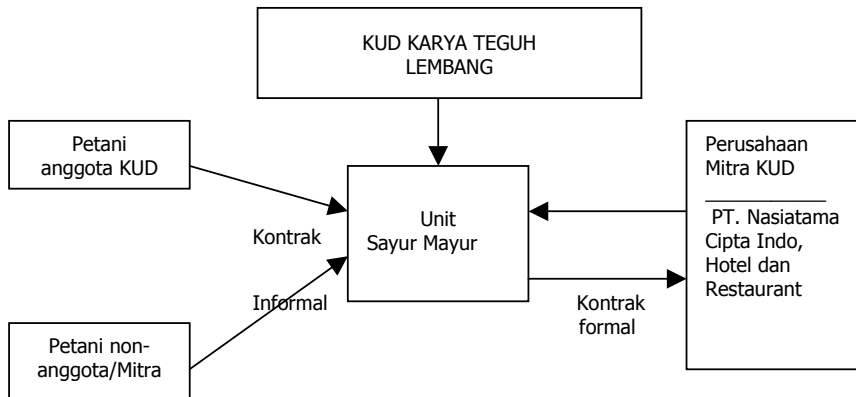 KUD KARYA TEGUH
LEMBANG
Petani
anggota KUD
Unit
Sayur Mayur
Kontrak
Informal
Petani non-
anggota/Mitra
Perusahaan
Mitra KUD
______________
PT. Nasiatama
Cipta Indo,
Hotel dan
Restaurant
Kontrak
formal